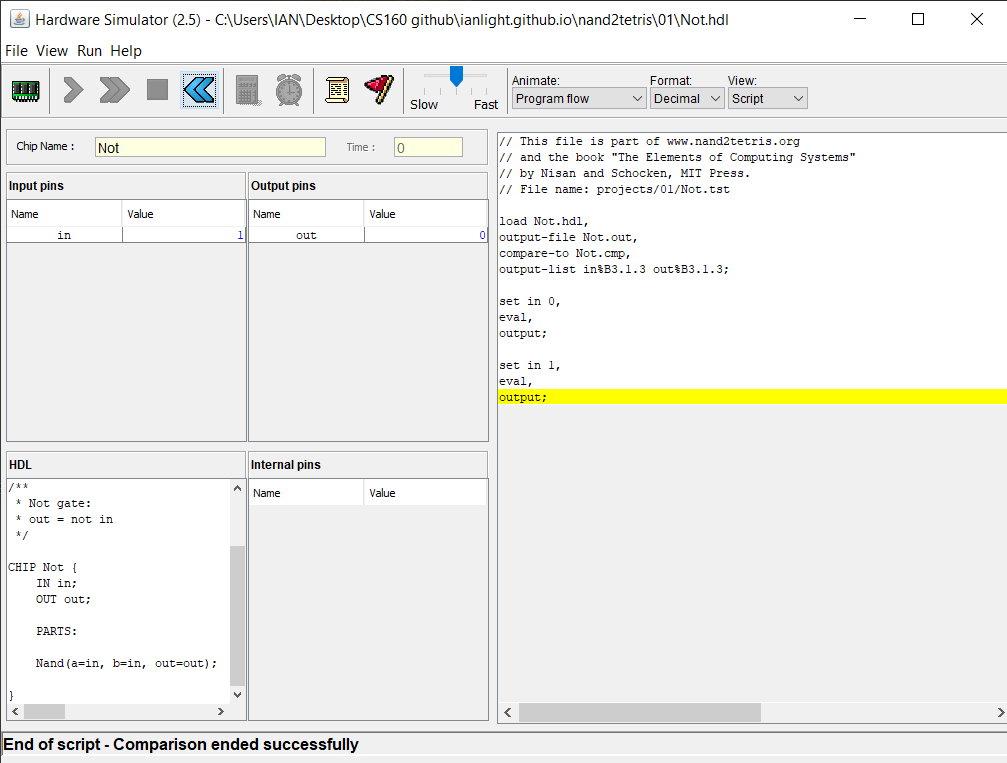 Hardware Simulator (2.5) - C:\Users\IAN\Desktop\CS160 github\ianlight.github.io\nand2tetris\01\Not.hdl
File View Run Help
Slow Fast
Animate: Format: View:
Program flow Decimal Script
Chip Name : Not Time : 0
Input pins Output pins
Name Value Name Value
in 1 out 0
HDL Internal pins
Name Value
/**
* Not gate:
* out = not in
*/
CHIP Not {
IN in;
OUT out;
PARTS:
Nand(a=in, b=in, out=out);
}
// This file is part of www.nand2tetris.org
// and the book "The Elements of Computing Systems"
// by Nisan and Schocken, MIT Press.
// File name: projects/01/Not.tst
load Not.hdl,
output-file Not.out,
compare-to Not.cmp,
output-list in%B3.1.3 out%B3.1.3;
set in 0,
eval,
output;
set in 1,
eval,
output;
End of script - Comparison ended successfully